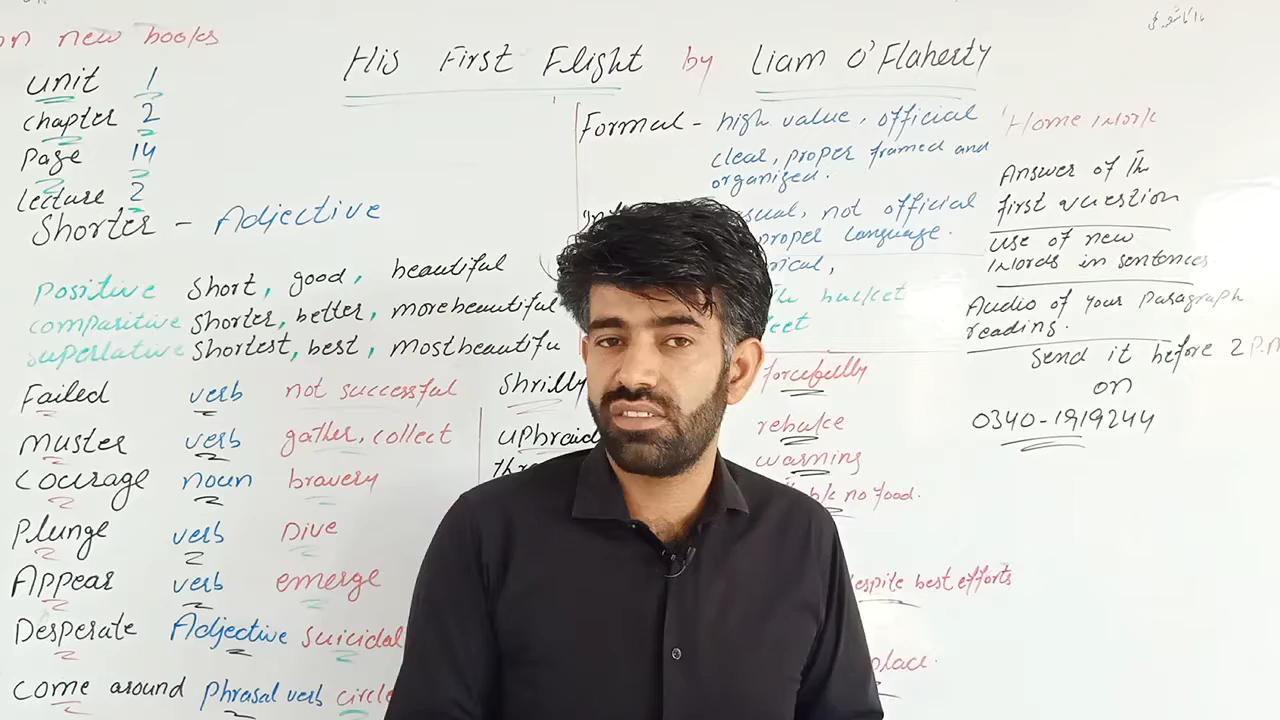 on new books
His First Flight by Liam O'Flaherty
unit 1
chapter 2
Page 14
lecture 2
Shorter - Adjective
Positive short, good, beautiful
comparitive shorter, better, more beautiful
superlative shortest, best, most beautiful
Failed verb not successful
muster verb gather, collect
Courage noun bravery
Plunge verb Dive
Appear verb emerge
Desperate Adjective suicidal
come around phrasal verb circle
Formal - high value, official
clear, proper framed and
organized.
not official
proper language.
bucket
shrilly forcefully
upbraid rebuke
warning
no food.
despite best efforts
place.
Home work
Answer of the
first question
use of new
words in sentences.
Audio of your Paragraph
reading.
send it before 2 P.M
on
0340-1919244